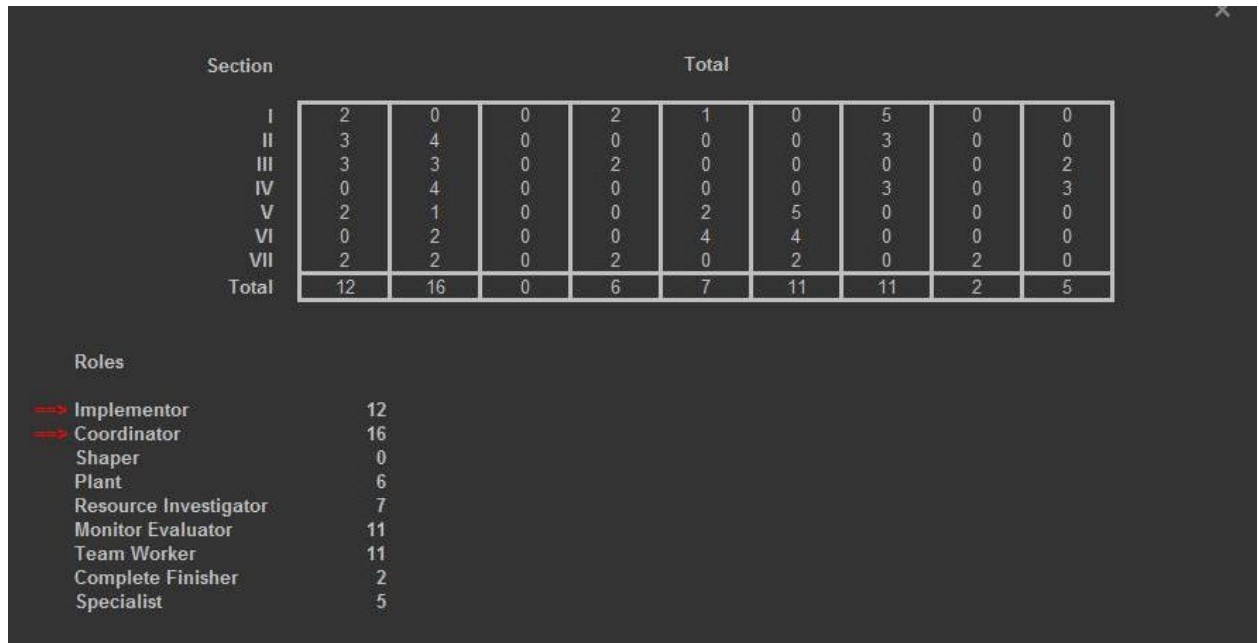 ×
Section Total
I 2 0 0 2 1 0 5 0 0
II 3 4 0 0 0 0 3 0 0
III 3 3 0 2 0 0 0 0 2
IV 0 4 0 0 0 0 3 0 3
V 2 1 0 0 2 5 0 0 0
VI 0 2 0 0 4 4 0 0 0
VII 2 2 0 2 0 2 0 2 0
Total 12 16 0 6 7 11 11 2 5
Roles
==> Implementor 12
==> Coordinator 16
Shaper 0
Plant 6
Resource Investigator 7
Monitor Evaluator 11
Team Worker 11
Complete Finisher 2
Specialist 5